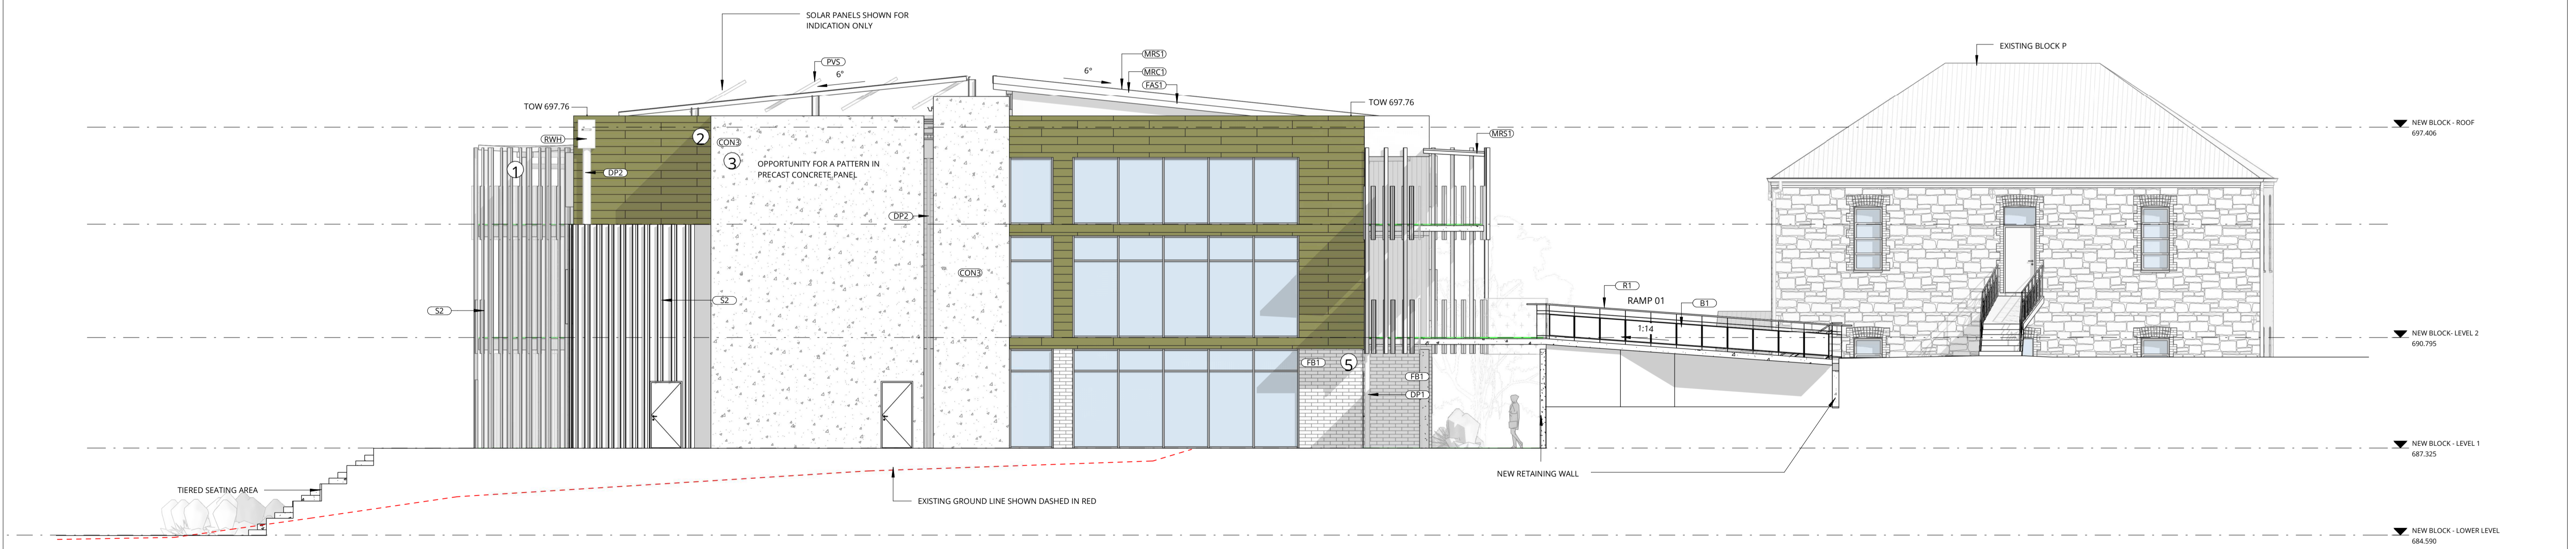 SOLAR PANELS SHOWN FOR
INDICATION ONLY
EXISTING BLOCK P
MRS1
PVS
6°
6°
MRC1
FAS1
TOW 697.76
TOW 697.76
NEW BLOCK - ROOF
697.406
RWH
2
CON3
MRS1
3
OPPORTUNITY FOR A PATTERN IN
PRECAST CONCRETE PANEL
1
DP2
DP2
CON3
R1
RAMP 01
B1
S2
S2
1:14
NEW BLOCK- LEVEL 2
690.795
FB1
5
FB1
DP1
NEW BLOCK - LEVEL 1
687.325
NEW RETAINING WALL
TIERED SEATING AREA
EXISTING GROUND LINE SHOWN DASHED IN RED
NEW BLOCK - LOWER LEVEL
684.590